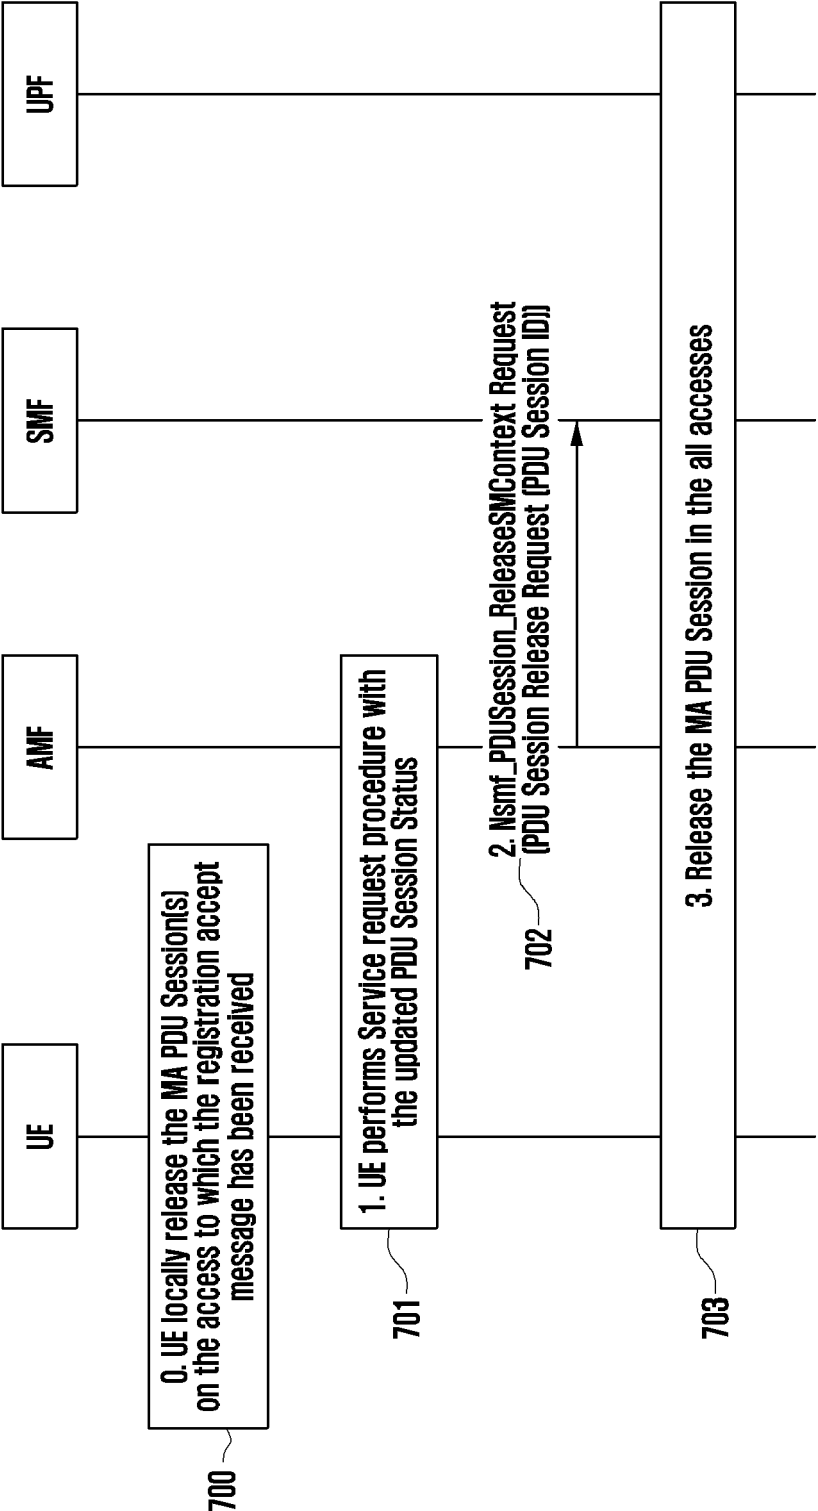 UE
AMF
SMF
UPF
0. UE locally release the MA PDU Session(s)
on the access to which the registration accept
message has been received
700
1. UE performs Service request procedure with
the updated PDU Session Status
701
2. Nsmf_PDUSession_ReleaseSMContext Request
(PDU Session Release Request (PDU Session ID))
702
3. Release the MA PDU Session in the all accesses
703